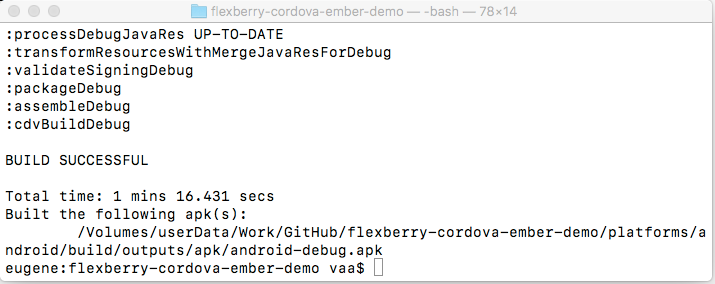 flexberry-cordova-ember-demo — -bash — 78×14
:processDebugJavaRes UP-TO-DATE
:transformResourcesWithMergeJavaResForDebug
:validateSigningDebug
:packageDebug
:assembleDebug
:cdvBuildDebug
BUILD SUCCESSFUL
Total time: 1 mins 16.431 secs
Built the following apk(s):
/Volumes/userData/Work/GitHub/flexberry-cordova-ember-demo/platforms/a
ndroid/build/outputs/apk/android-debug.apk
eugene:flexberry-cordova-ember-demo vaa$